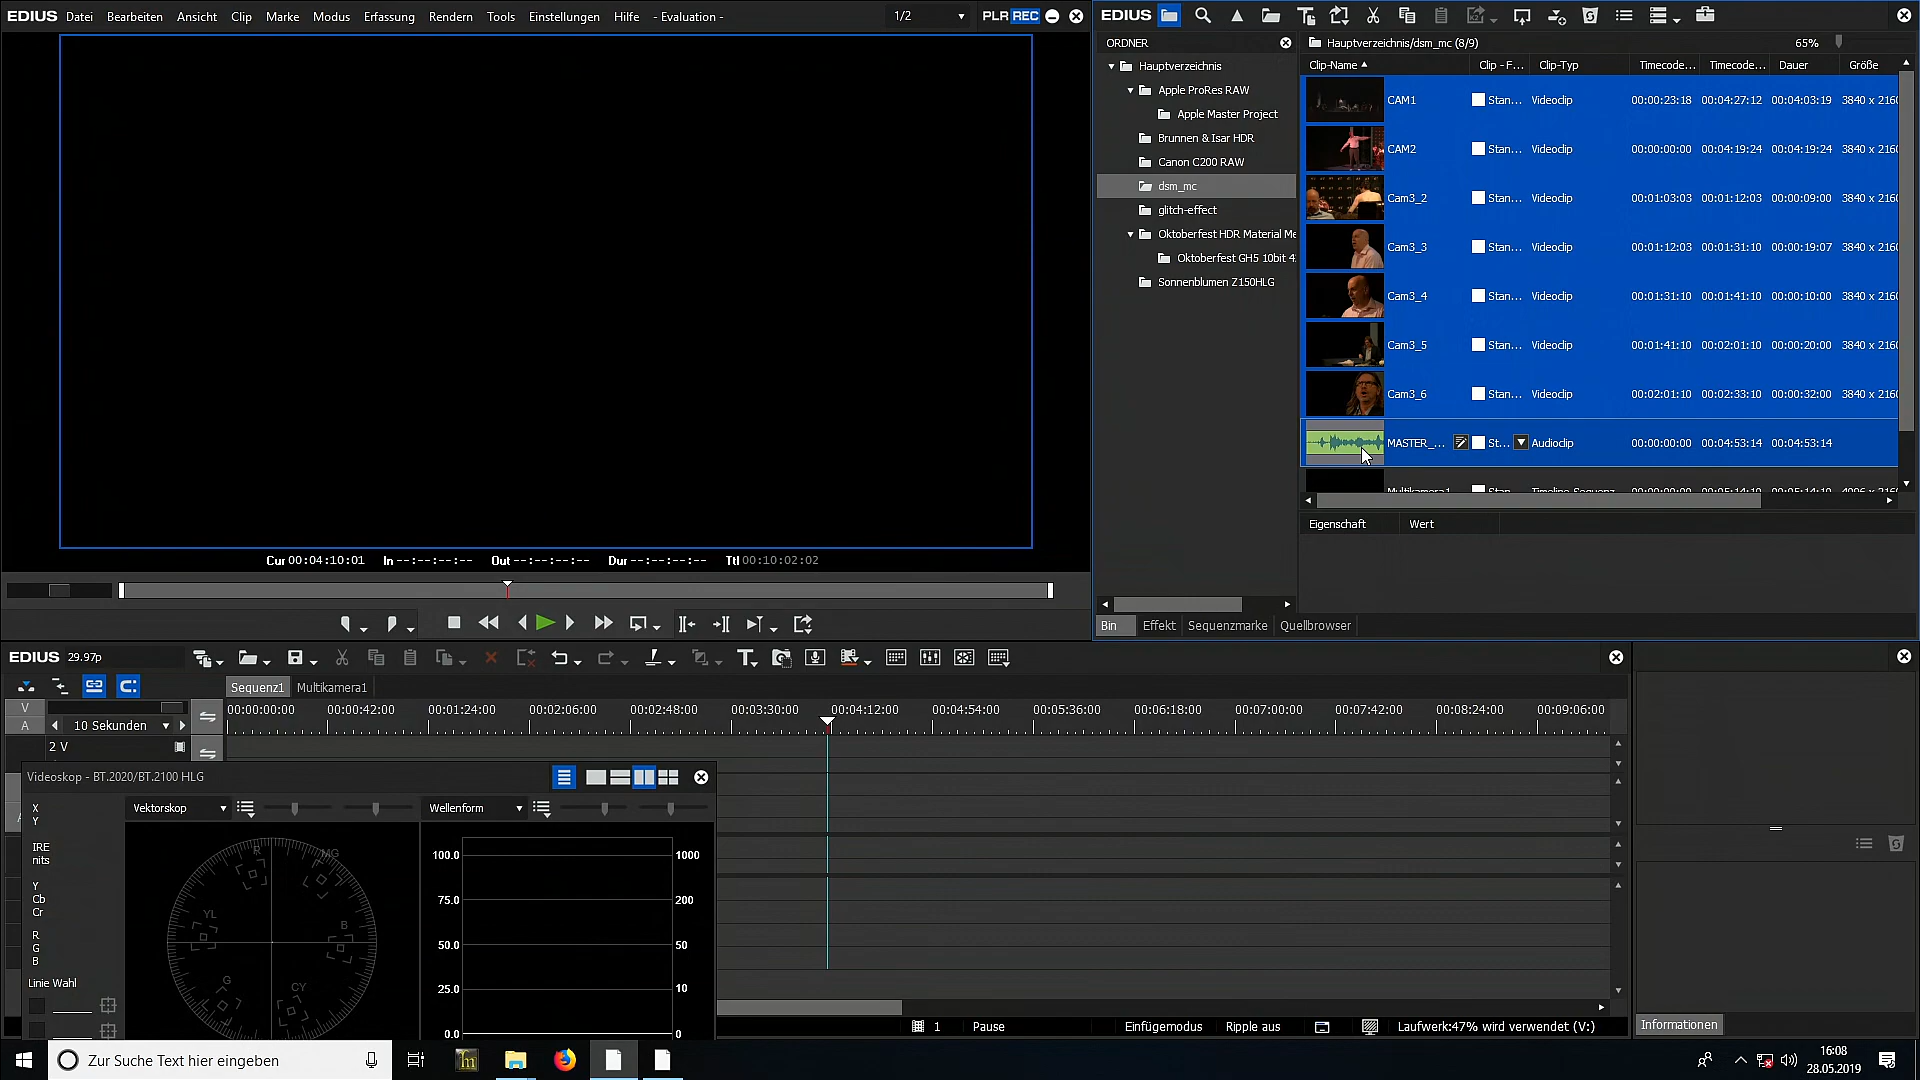 EDIUS Datei Bearbeiten Ansicht Clip Marke Modus Erfassung Rendern Tools Einstellungen Hilfe - Evaluation - 1/2 PLR REC
EDIUS
ORDNER
Hauptverzeichnis/dsm_mc (8/9) 65%
Hauptverzeichnis
Apple ProRes RAW
Apple Master Project
Brunnen & Isar HDR
Canon C200 RAW
dsm_mc
glitch-effect
Oktoberfest HDR Material Me
Oktoberfest GH5 10bit 4
Sonnenblumen Z150HLG
Clip-Name Clip - F... Clip-Typ Timecode... Timecode... Dauer Größe
CAM1 Stan... Videoclip 00:00:23:18 00:04:27:12 00:04:03:19 3840 x 216
CAM2 Stan... Videoclip 00:00:00:00 00:04:19:24 00:04:19:24 3840 x 216
Cam3_2 Stan... Videoclip 00:01:03:03 00:01:12:03 00:00:09:00 3840 x 216
Cam3_3 Stan... Videoclip 00:01:12:03 00:01:31:10 00:00:19:07 3840 x 216
Cam3_4 Stan... Videoclip 00:01:31:10 00:01:41:10 00:00:10:00 3840 x 216
Cam3_5 Stan... Videoclip 00:01:41:10 00:02:01:10 00:00:20:00 3840 x 216
Cam3_6 Stan... Videoclip 00:02:01:10 00:02:33:10 00:00:32:00 3840 x 216
MASTER_... St... Audioclip 00:00:00:00 00:04:53:14 00:04:53:14
Multikamera1 Stan... Timeline-Sequenz 00:00:00:00 00:05:14:10 00:05:14:10 4096 x 216
Eigenschaft Wert
Bin Effekt Sequenzmarke Quellbrowser
Cur 00:04:10:01 In --:--:--:-- Out --:--:--:-- Dur --:--:--:-- Ttl 00:10:02:02
EDIUS 29.97p
Sequenz1 Multikamera1
V
A
10 Sekunden
00:00:00:00 00:00:42:00 00:01:24:00 00:02:06:00 00:02:48:00 00:03:30:00 00:04:12:00 00:04:54:00 00:05:36:00 00:06:18:00 00:07:00:00 00:07:42:00 00:08:24:00 00:09:06:00
2 V
Videoskop - BT.2020/BT.2100 HLG
Vektorskop Wellenform
X
Y
IRE
nits
Y
Cb
Cr
R
G
B
Linie Wahl
R MG
YL B
G CY
100.0 1000
75.0 200
50.0 50
25.0 10
0.0 0
1 Pause Einfügemodus Ripple aus Laufwerk:47% wird verwendet (V:)
Informationen
Zur Suche Text hier eingeben
16:08
28.05.2019